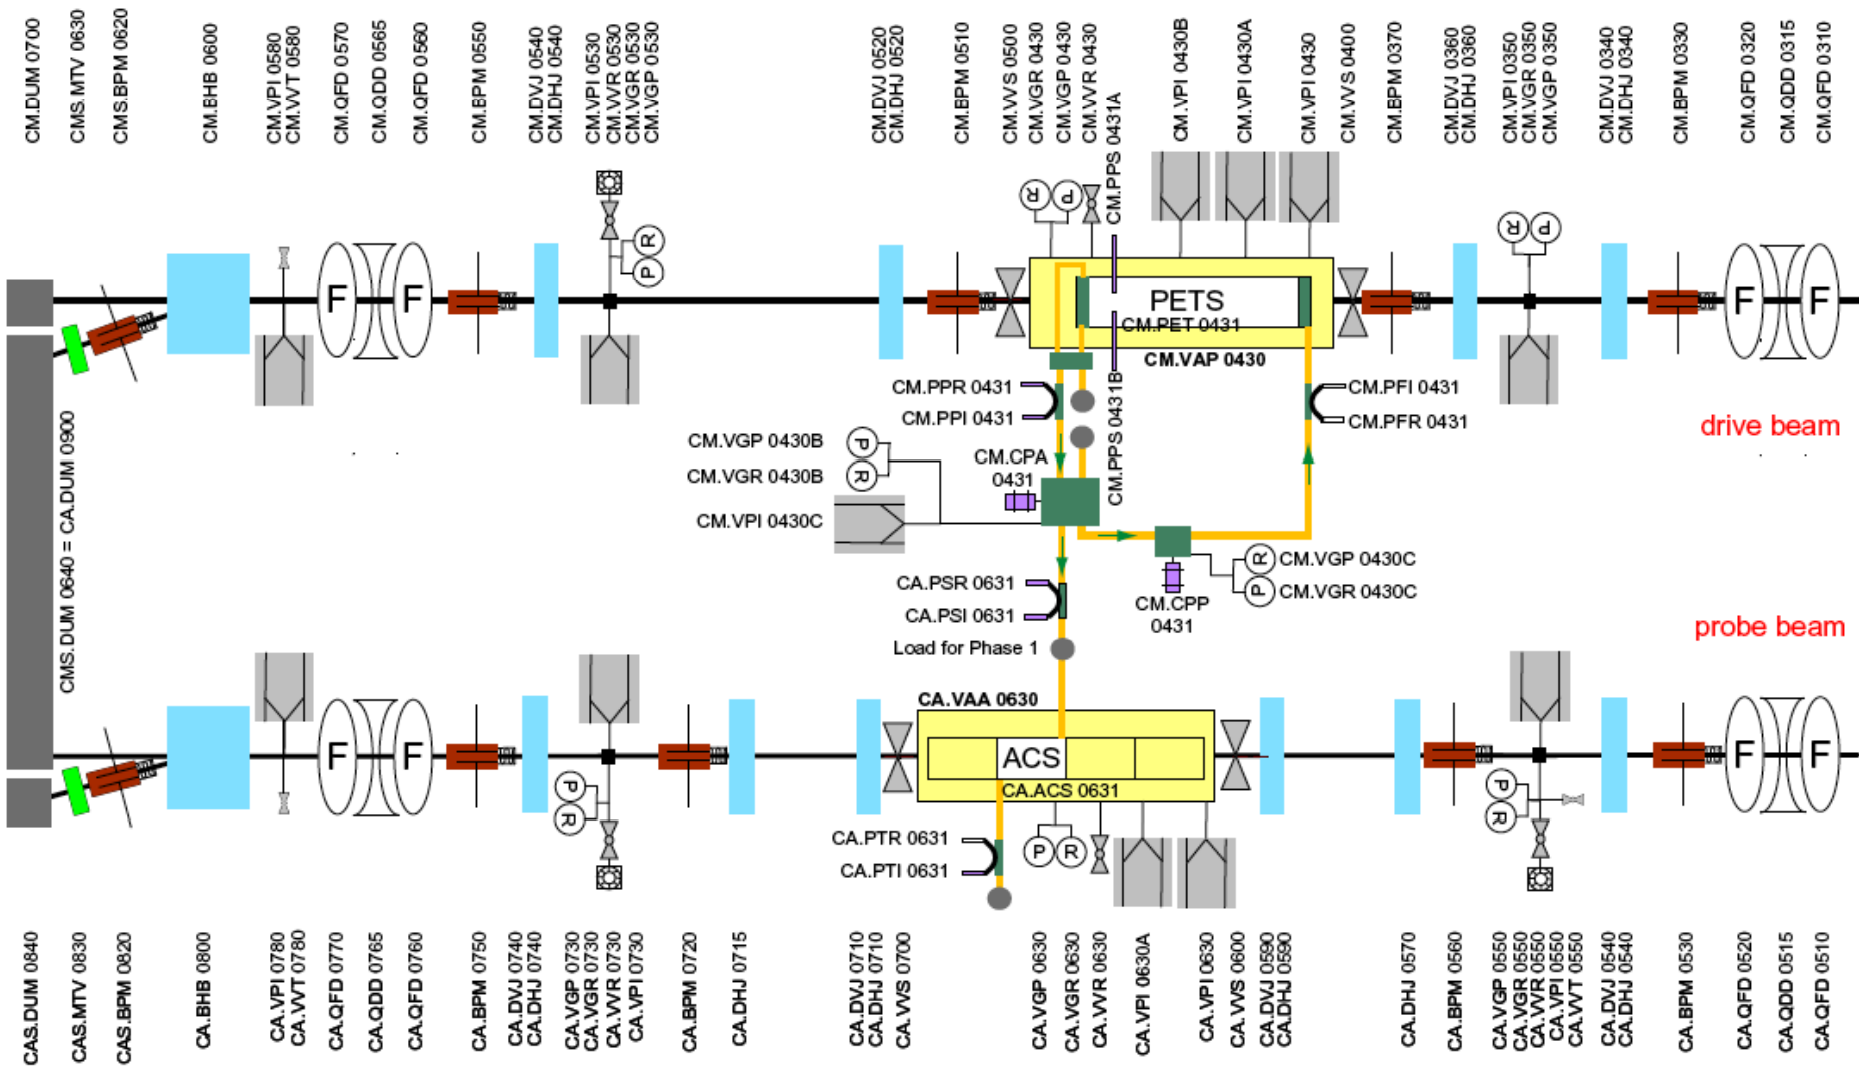 CM.DUM 0700
CMS.MTV 0630
CMS.BPM 0620
CM.BHB 0600
CM.VPI 0580
CM.VVT 0580
CM.QFD 0570
CM.QDD 0565
CM.QFD 0560
CM.BPM 0550
CM.DVJ 0540
CM.DHJ 0540
CM.VPI 0530
CM.VVR 0530
CM.VGR 0530
CM.VGP 0530
CM.DVJ 0520
CM.DHJ 0520
CM.BPM 0510
CM.VVS 0500
CM.VGR 0430
CM.VGP 0430
CM.VVR 0430
CM.PPS 0431A
CM.VPI 0430B
CM.VPI 0430A
CM.VPI 0430
CM.VVS 0400
CM.BPM 0370
CM.DVJ 0360
CM.DHJ 0360
CM.VPI 0350
CM.VGR 0350
CM.VGP 0350
CM.DVJ 0340
CM.DHJ 0340
CM.BPM 0330
CM.QFD 0320
CM.QDD 0315
CM.QFD 0310
R
P
R
P
R
P
F
F
PETS
F
F
CM.PET 0431
CM.VAP 0430
CM.PPR 0431
CM.PPI 0431
CM.PPS 0431B
CM.PFI 0431
CM.PFR 0431
drive beam
CM.VGP 0430B
P
CM.VGR 0430B
R
CM.CPA
0431
CM.VPI 0430C
CMS.DUM 0640 = CA.DUM 0900
R
CM.VGP 0430C
P
CM.VGR 0430C
CA.PSR 0631
CA.PSI 0631
CM.CPP
0431
Load for Phase 1
probe beam
CA.VAA 0630
F
F
ACS
F
F
CA.ACS 0631
P
R
P
R
CA.PTR 0631
CA.PTI 0631
P
R
CAS.DUM 0840
CAS.MTV 0830
CAS.BPM 0820
CA.BHB 0800
CA.VPI 0780
CA.VVT 0780
CA.QFD 0770
CA.QDD 0765
CA.QFD 0760
CA.BPM 0750
CA.DVJ 0740
CA.DHJ 0740
CA.VGP 0730
CA.VGR 0730
CA.VVR 0730
CA.VPI 0730
CA.BPM 0720
CA.DHJ 0715
CA.DVJ 0710
CA.DHJ 0710
CA.VVS 0700
CA.VGP 0630
CA.VGR 0630
CA.VVR 0630
CA.VPI 0630A
CA.VPI 0630
CA.VVS 0600
CA.DVJ 0590
CA.DHJ 0590
CA.DHJ 0570
CA.BPM 0560
CA.VGP 0550
CA.VGR 0550
CA.VVR 0550
CA.VPI 0550
CA.VVT 0550
CA.DVJ 0540
CA.DHJ 0540
CA.BPM 0530
CA.QFD 0520
CA.QDD 0515
CA.QFD 0510